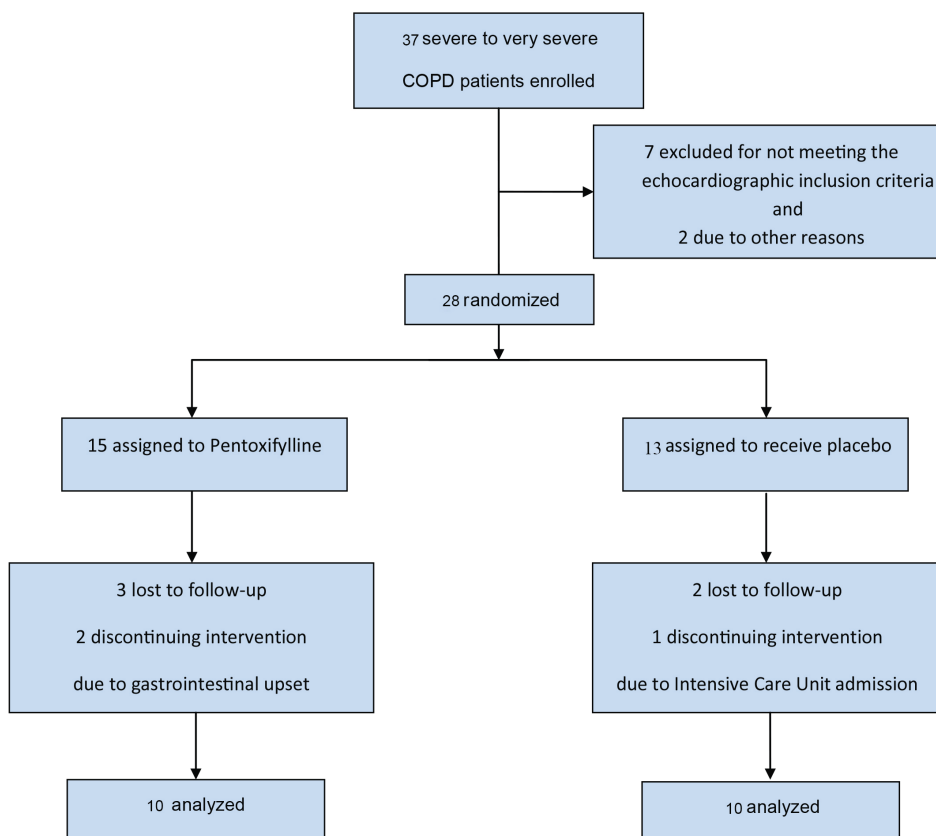 37 severe to very severe
COPD patients enrolled
7 excluded for not meeting the
echocardiographic inclusion criteria
and
2 due to other reasons
28 randomized
15 assigned to Pentoxifylline
13 assigned to receive placebo
3 lost to follow-up
2 discontinuing intervention
due to gastrointestinal upset
2 lost to follow-up
1 discontinuing intervention
due to Intensive Care Unit admission
10 analyzed
10 analyzed